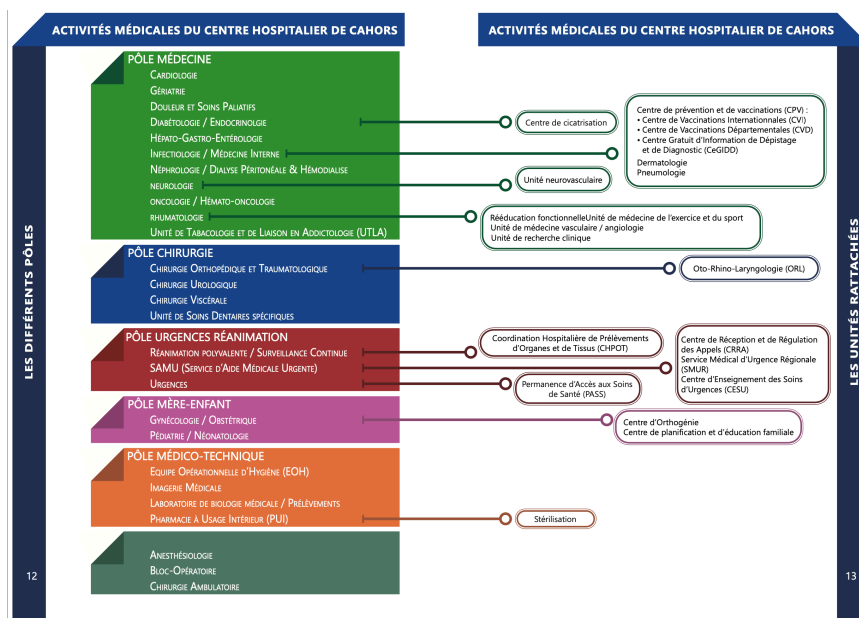 ACTIVITÉS MÉDICALES DU CENTRE HOSPITALIER DE CAHORS
LES DIFFÉRENTS PÔLES
PÔLE MÉDECINE
Cardiologie
Gériatrie
Douleur et Soins Paliatifs
Diabétologie / Endocrinolgie
Hépato-Gastro-Entérologie
Infectiologie / Médecine Interne
Néphrologie / Dialyse Péritonéale & Hémodialise
neurologie
oncologie / Hémato-oncologie
rhumatologie
Unité de Tabacologie et de Liaison en Addictologie (UTLA)
PÔLE CHIRURGIE
Chirurgie Orthopédique et Traumatologique
Chirurgie Urologique
Chirurgie Viscérale
Unité de Soins Dentaires spécifiques
PÔLE URGENCES RÉANIMATION
Réanimation polyvalente / Surveillance Continue
SAMU (Service d'Aide Médicale Urgente)
Urgences
PÔLE MÈRE-ENFANT
Gynécologie / Obstétrique
Pédiatrie / Néonatologie
PÔLE MÉDICO-TECHNIQUE
Equipe Opérationnelle d'Hygiène (EOH)
Imagerie Médicale
Laboratoire de biologie médicale / Prélèvements
Pharmacie à Usage Intérieur (PUI)
Anesthésiologie
Bloc-Opératoire
Chirurgie Ambulatoire
12
ACTIVITÉS MÉDICALES DU CENTRE HOSPITALIER DE CAHORS
Centre de cicatrisation
Centre de prévention et de vaccinations (CPV) :
• Centre de Vaccinations Internationnales (CVI)
• Centre de Vaccinations Départementales (CVD)
• Centre Gratuit d'Information de Dépistage
et de Diagnostic (CeGIDD)
Dermatologie
Pneumologie
Unité neurovasculaire
Rééducation fonctionnelleUnité de médecine de l'exercice et du sport
Unité de médecine vasculaire / angiologie
Unité de recherche clinique
Oto-Rhino-Laryngologie (ORL)
Coordination Hospitalière de Prélèvements
d'Organes et de Tissus (CHPOT)
Centre de Réception et de Régulation
des Appels (CRRA)
Service Médical d'Urgence Régionale
(SMUR)
Centre d'Enseignement des Soins
d'Urgences (CESU)
Permanence d'Accès aux Soins
de Santé (PASS)
Centre d'Orthogénie
Centre de planification et d'éducation familiale
Stérilisation
LES UNITÉS RATTACHÉES
13